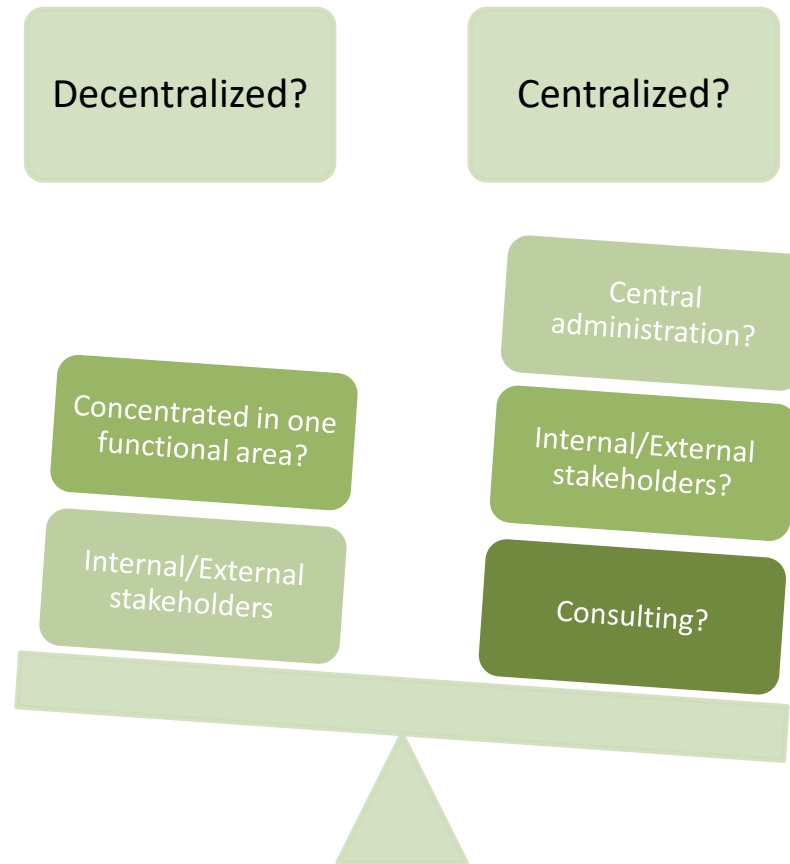 Decentralized?
Centralized?
Concentrated in one
functional area?
Internal/External
stakeholders
Central
administration?
Internal/External
stakeholders?
Consulting?